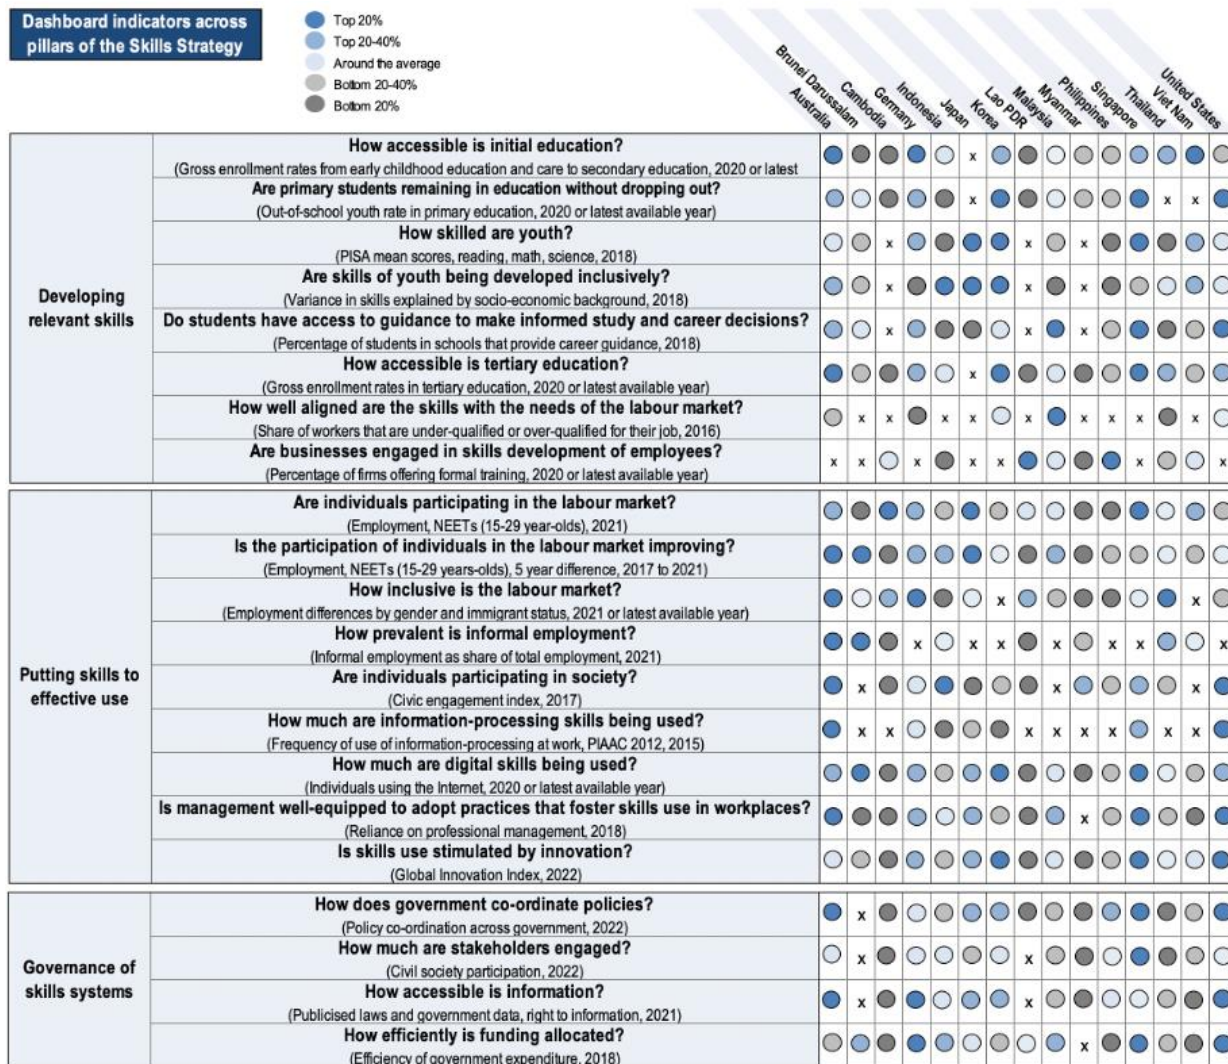 Dashboard indicators across
pillars of the Skills Strategy
Top 20%
Top 20-40%
Around the average
Bottom 20-40%
Bottom 20%
Australia
Brunei Darussalam
Cambodia
Germany
Indonesia
Japan
Korea
Lao PDR
Malaysia
Myanmar
Philippines
Singapore
Thailand
Viet Nam
United States
Developing
relevant skills
How accessible is initial education?
(Gross enrollment rates from early childhood education and care to secondary education, 2020 or latest
x
Are primary students remaining in education without dropping out?
(Out-of-school youth rate in primary education, 2020 or latest available year)
x x x
How skilled are youth?
(PISA mean scores, reading, math, science, 2018)
x x x
Are skills of youth being developed inclusively?
(Variance in skills explained by socio-economic background, 2018)
x x x
Do students have access to guidance to make informed study and career decisions?
(Percentage of students in schools that provide career guidance, 2018)
x x x
How accessible is tertiary education?
(Gross enrollment rates in tertiary education, 2020 or latest available year)
x
How well aligned are the skills with the needs of the labour market?
(Share of workers that are under-qualified or over-qualified for their job, 2016)
x x x x x x x x x
Are businesses engaged in skills development of employees?
(Percentage of firms offering formal training, 2020 or latest available year)
x x x x x x x
Putting skills to
effective use
Are individuals participating in the labour market?
(Employment, NEETs (15-29 year-olds), 2021)
Is the participation of individuals in the labour market improving?
(Employment, NEETs (15-29 years-olds), 5 year difference, 2017 to 2021)
How inclusive is the labour market?
(Employment differences by gender and immigrant status, 2021 or latest available year)
x x
How prevalent is informal employment?
(Informal employment as share of total employment, 2021)
x x x x x x x
Are individuals participating in society?
(Civic engagement index, 2017)
x x x
How much are information-processing skills being used?
(Frequency of use of information-processing at work, PIAAC 2012, 2015)
x x x x x x x x
How much are digital skills being used?
(Individuals using the Internet, 2020 or latest available year)
Is management well-equipped to adopt practices that foster skills use in workplaces?
(Reliance on professional management, 2018)
x
Is skills use stimulated by innovation?
(Global Innovation Index, 2022)
Governance of
skills systems
How does government co-ordinate policies?
(Policy co-ordination across government, 2022)
x
How much are stakeholders engaged?
(Civil society participation, 2022)
x x
How accessible is information?
(Publicised laws and government data, right to information, 2021)
x x
How efficiently is funding allocated?
(Efficiency of government expenditure, 2018)
x